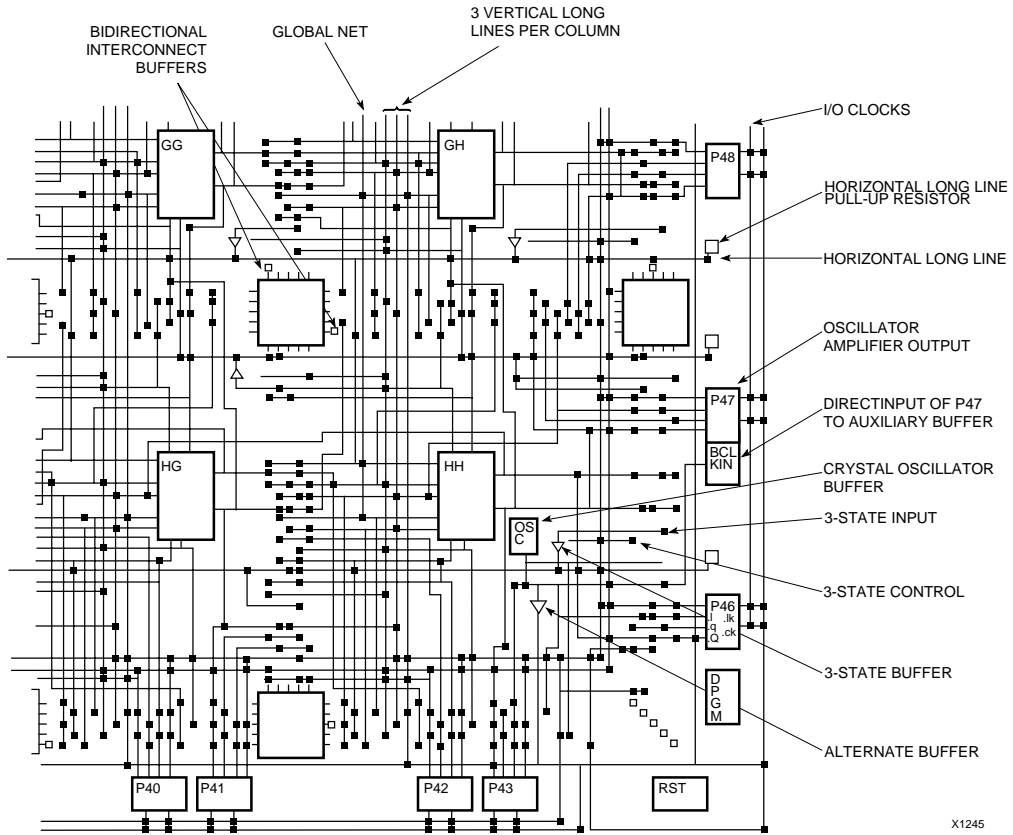 3 VERTICAL LONG
LINES PER COLUMN
BIDIRECTIONAL
INTERCONNECT
BUFFERS
GLOBAL NET
I/O CLOCKS
GG
GH
P48
HORIZONTAL LONG LINE
PULL-UP RESISTOR
HORIZONTAL LONG LINE
OSCILLATOR
AMPLIFIER OUTPUT
P47
DIRECTINPUT OF P47
TO AUXILIARY BUFFER
BCL
KIN
HG
HH
CRYSTAL OSCILLATOR
BUFFER
OS
C
3-STATE INPUT
3-STATE CONTROL
P46
.I
.lk
.q
.ck
.Q
3-STATE BUFFER
D
P
G
M
ALTERNATE BUFFER
P40
P41
P42
P43
RST
X1245